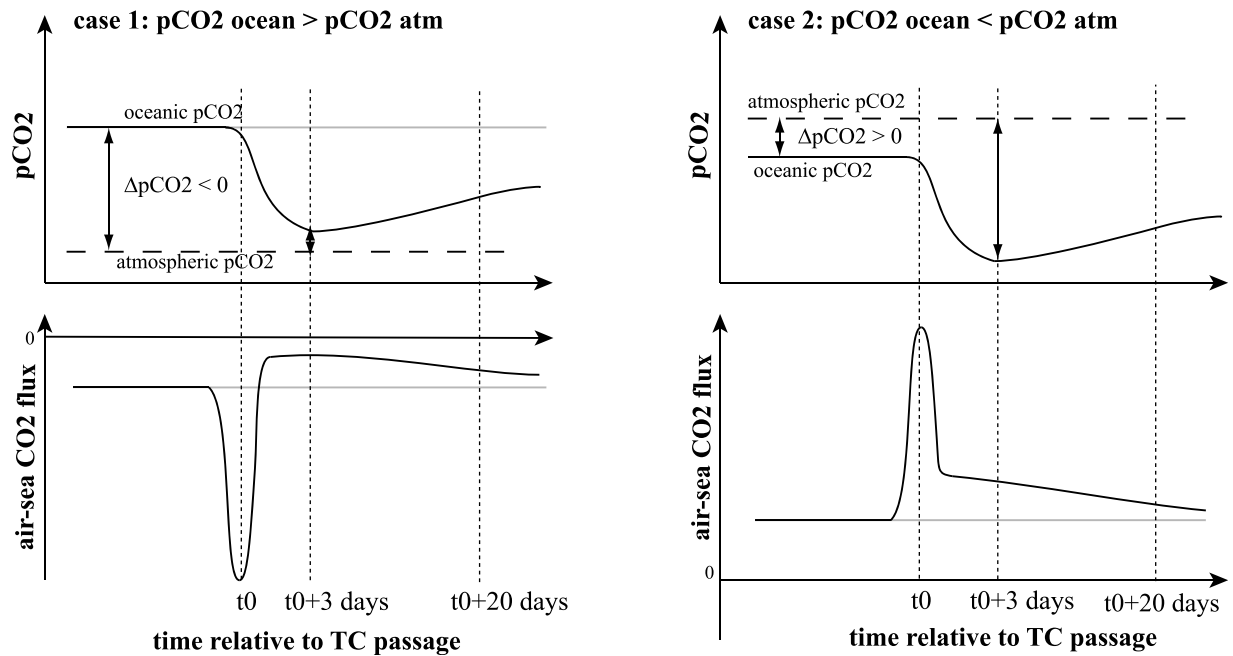 case 1: pCO2 ocean > pCO2 atm
pCO2
oceanic pCO2
ΔpCO2 < 0
atmospheric pCO2
0
air-sea CO2 flux
t0
t0+3 days
t0+20 days
time relative to TC passage
case 2: pCO2 ocean < pCO2 atm
pCO2
atmospheric pCO2
ΔpCO2 > 0
oceanic pCO2
air-sea CO2 flux
0
t0
t0+3 days
t0+20 days
time relative to TC passage